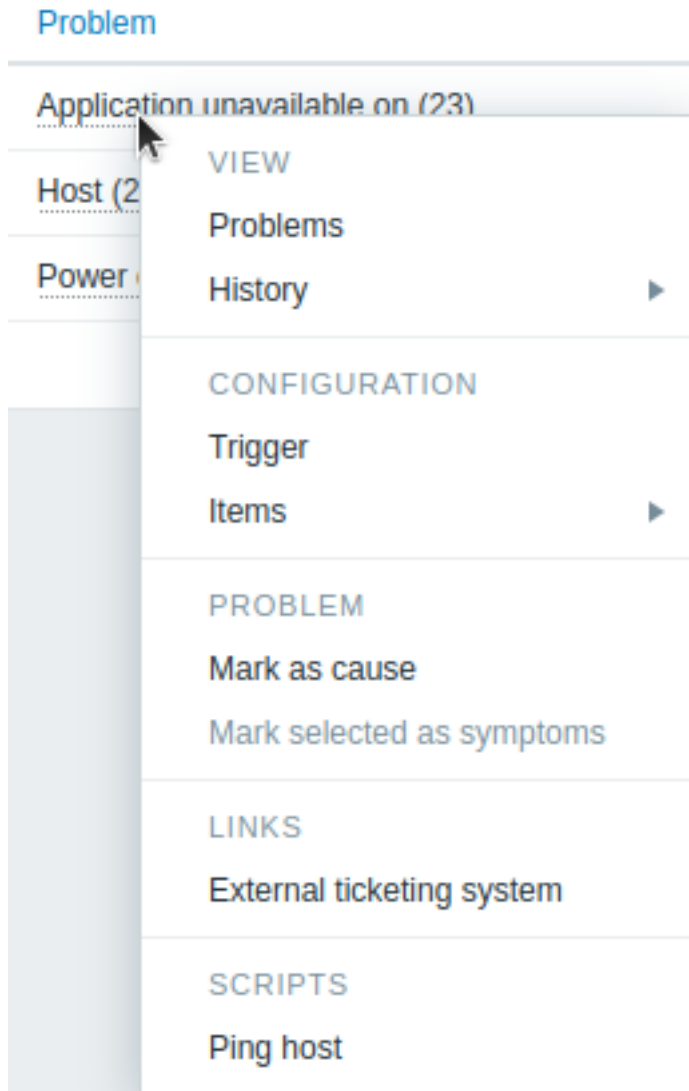 Problem
Application unavailable on (23)
Host (2
Power
VIEW
Problems
History
CONFIGURATION
Trigger
Items
PROBLEM
Mark as cause
Mark selected as symptoms
LINKS
External ticketing system
SCRIPTS
Ping host